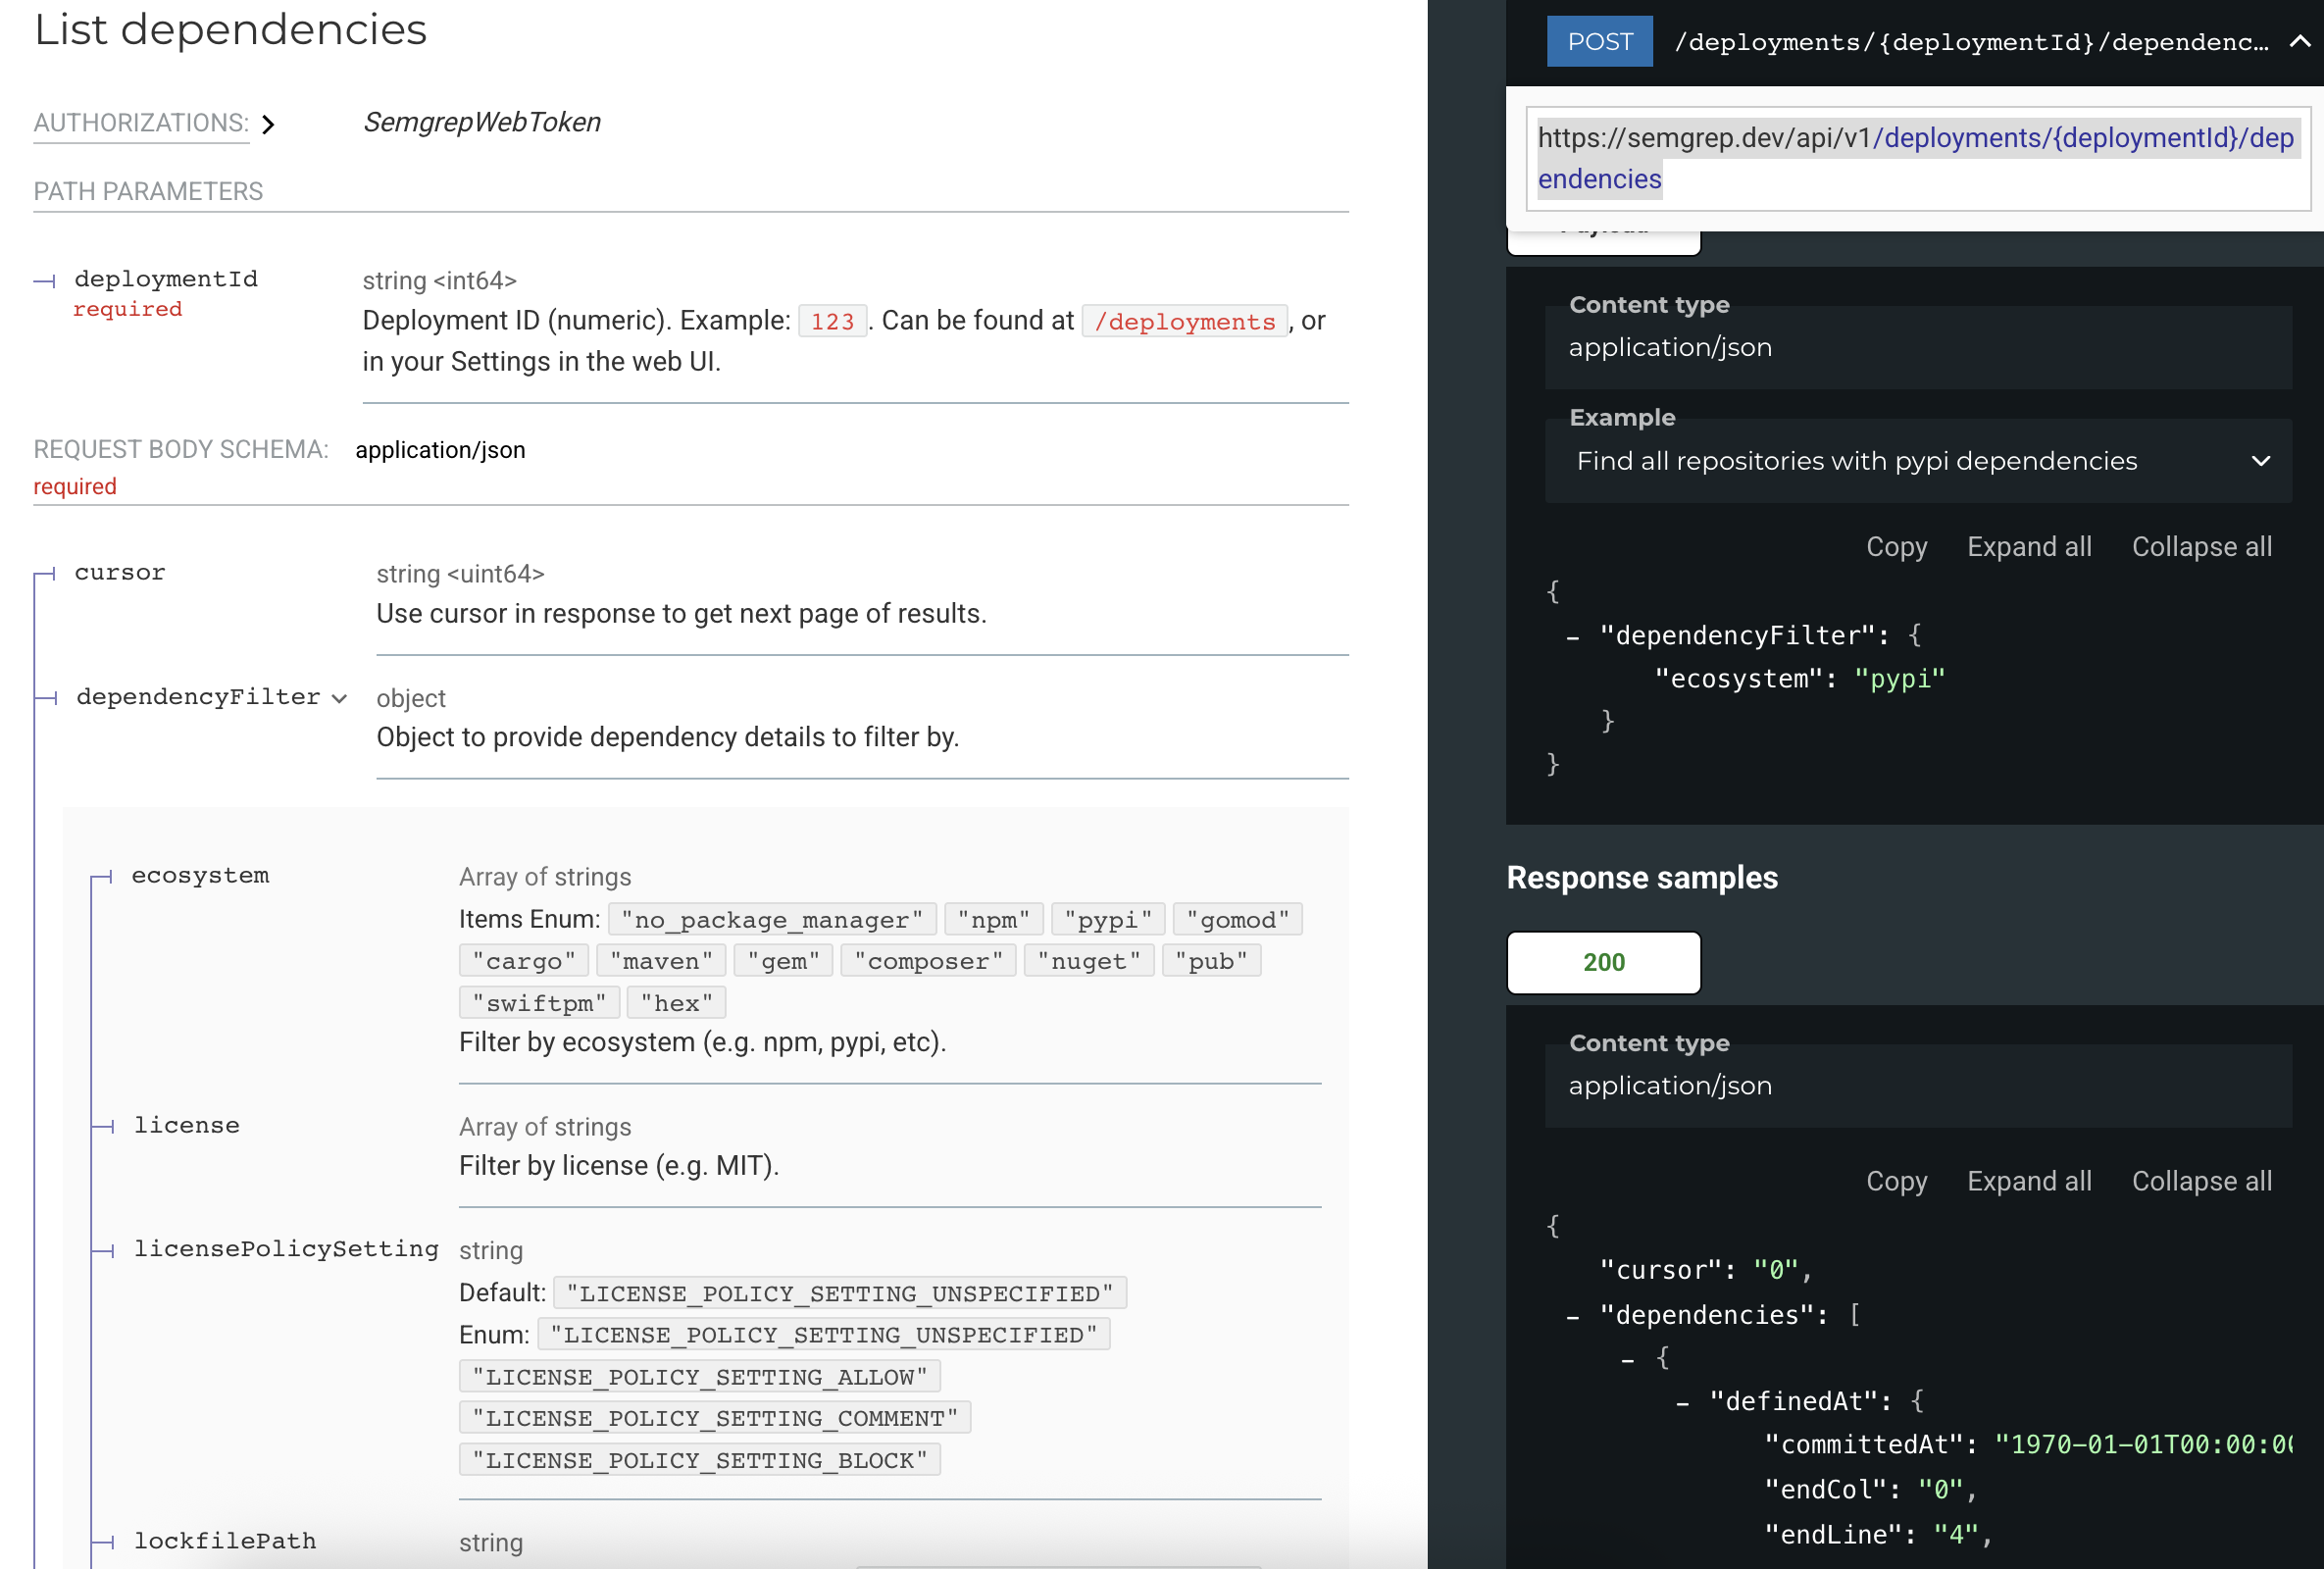 List dependencies
AUTHORIZATIONS: SemgrepWebToken
PATH PARAMETERS
deploymentId
required
string <int64>
Deployment ID (numeric). Example: 123 . Can be found at /deployments , or
in your Settings in the web UI.
REQUEST BODY SCHEMA: application/json
required
cursor
string <uint64>
Use cursor in response to get next page of results.
dependencyFilter
object
Object to provide dependency details to filter by.
ecosystem
Array of strings
Items Enum: "no_package_manager" "npm" "pypi" "gomod"
"cargo" "maven" "gem" "composer" "nuget" "pub"
"swiftpm" "hex"
Filter by ecosystem (e.g. npm, pypi, etc).
license
Array of strings
Filter by license (e.g. MIT).
licensePolicySetting
string
Default: "LICENSE_POLICY_SETTING_UNSPECIFIED"
Enum: "LICENSE_POLICY_SETTING_UNSPECIFIED"
"LICENSE_POLICY_SETTING_ALLOW"
"LICENSE_POLICY_SETTING_COMMENT"
"LICENSE_POLICY_SETTING_BLOCK"
lockfilePath
string
POST /deployments/{deploymentId}/dependenc…
https://semgrep.dev/api/v1/deployments/{deploymentId}/dep
endencies
Content type
application/json
Example
Find all repositories with pypi dependencies
Copy Expand all Collapse all
{
- "dependencyFilter": {
"ecosystem": "pypi"
}
}
Response samples
200
Content type
application/json
Copy Expand all Collapse all
{
"cursor": "0",
- "dependencies": [
- {
- "definedAt": {
"committedAt": "1970-01-01T00:00:00
"endCol": "0",
"endLine": "4",